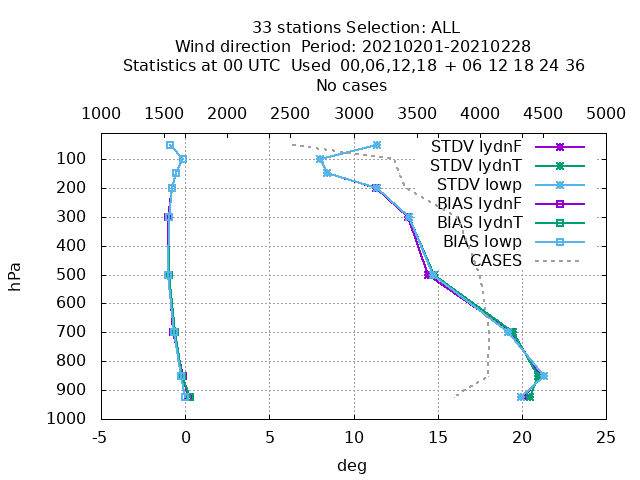 33 stations Selection: ALL
Wind direction  Period: 20210201-20210228
Statistics at 00 UTC  Used  00,06,12,18  + 06 12 18 24 36
No cases
1000 1500 2000 2500 3000 3500 4000 4500 5000
STDV lydnF
STDV lydnT
STDV lowp
BIAS lydnF
BIAS lydnT
BIAS lowp
CASES
100
200
300
400
500
600
700
800
900
1000
hPa
-5 0 5 10 15 20 25
deg